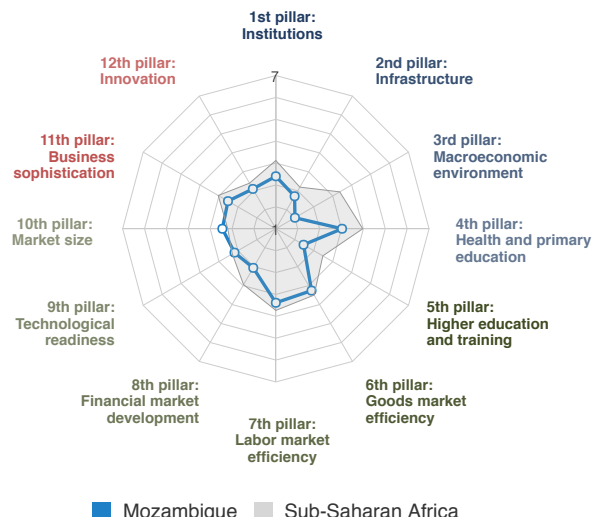 1st pillar:
Institutions
2nd pillar:
Infrastructure
3rd pillar:
Macroeconomic
environment
4th pillar:
Health and primary
education
5th pillar:
Higher education
and training
6th pillar:
Goods market
efficiency
7th pillar:
Labor market
efficiency
8th pillar:
Financial market
development
9th pillar:
Technological
readiness
10th pillar:
Market size
11th pillar:
Business
sophistication
12th pillar:
Innovation
7
1
Mozambique Sub-Saharan Africa